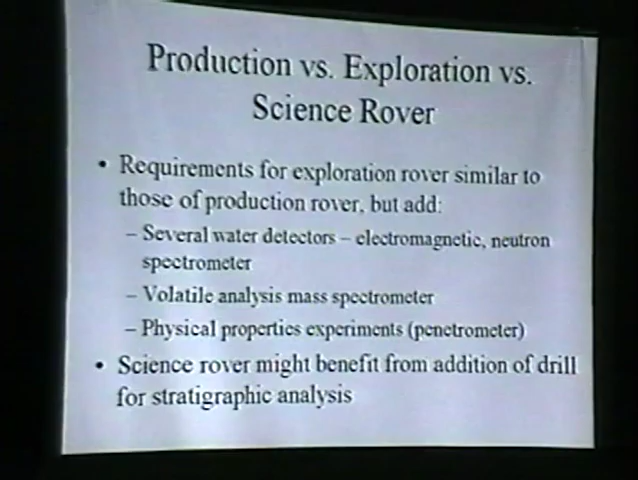 Production vs. Exploration vs.
Science Rover
• Requirements for exploration rover similar to
those of production rover, but add:
– Several water detectors – electromagnetic, neutron
spectrometer
– Volatile analysis mass spectrometer
– Physical properties experiments (penetrometer)
• Science rover might benefit from addition of drill
for stratigraphic analysis